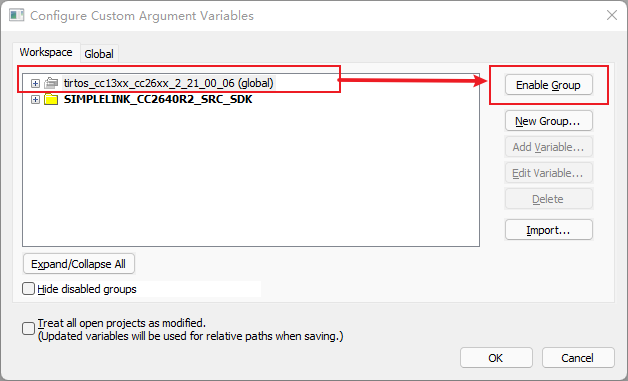 Configure Custom Argument Variables
Workspace
Global
tirtos_cc13xx_cc26xx_2_21_00_06 (global)
SIMPLELINK_CC2640R2_SRC_SDK
Enable Group
New Group...
Add Variable...
Edit Variable...
Delete
Import...
Expand/Collapse All
Hide disabled groups
Treat all open projects as modified.
(Updated variables will be used for relative paths when saving.)
OK
Cancel